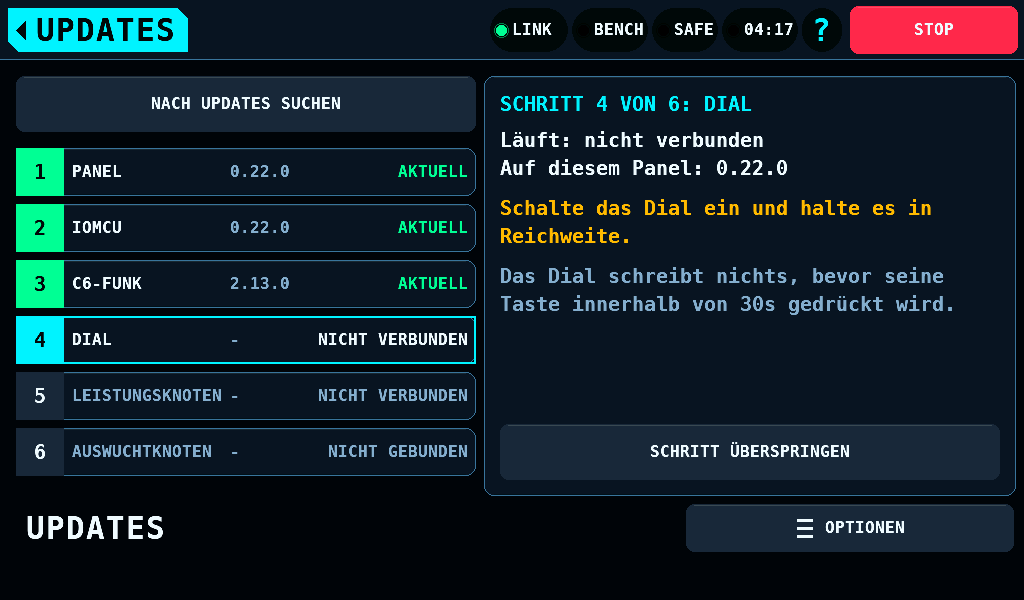 UPDATES
LINK
BENCH
SAFE
04:17
?
STOP
NACH UPDATES SUCHEN
1 PANEL 0.22.0 AKTUELL
2 IOMCU 0.22.0 AKTUELL
3 C6-FUNK 2.13.0 AKTUELL
4 DIAL - NICHT VERBUNDEN
5 LEISTUNGSKNOTEN - NICHT VERBUNDEN
6 AUSWUCHTKNOTEN - NICHT GEBUNDEN
SCHRITT 4 VON 6: DIAL
Läuft: nicht verbunden
Auf diesem Panel: 0.22.0
Schalte das Dial ein und halte es in
Reichweite.
Das Dial schreibt nichts, bevor seine
Taste innerhalb von 30s gedrückt wird.
SCHRITT ÜBERSPRINGEN
UPDATES
OPTIONEN